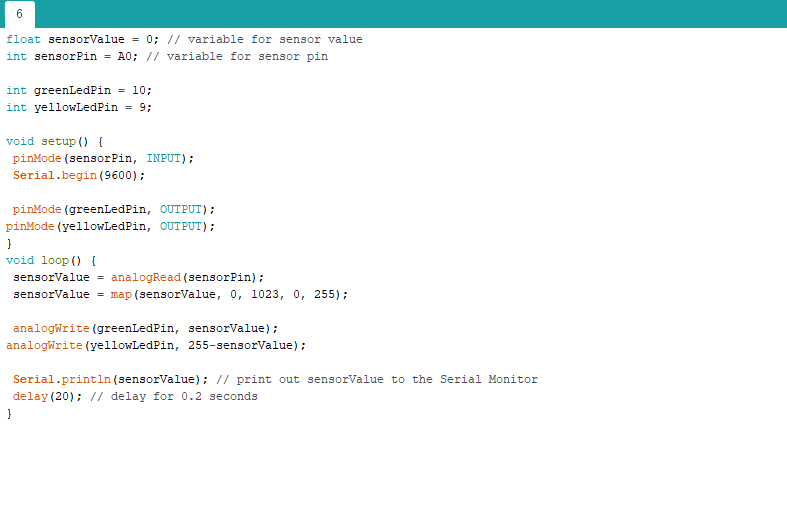 6
float sensorValue = 0; // variable for sensor value
int sensorPin = A0; // variable for sensor pin
int greenLedPin = 10;
int yellowLedPin = 9;
void setup() {
pinMode(sensorPin, INPUT);
Serial.begin(9600);
pinMode(greenLedPin, OUTPUT);
pinMode(yellowLedPin, OUTPUT);
}
void loop() {
sensorValue = analogRead(sensorPin);
sensorValue = map(sensorValue, 0, 1023, 0, 255);
analogWrite(greenLedPin, sensorValue);
analogWrite(yellowLedPin, 255-sensorValue);
Serial.println(sensorValue); // print out sensorValue to the Serial Monitor
delay(20); // delay for 0.2 seconds
}